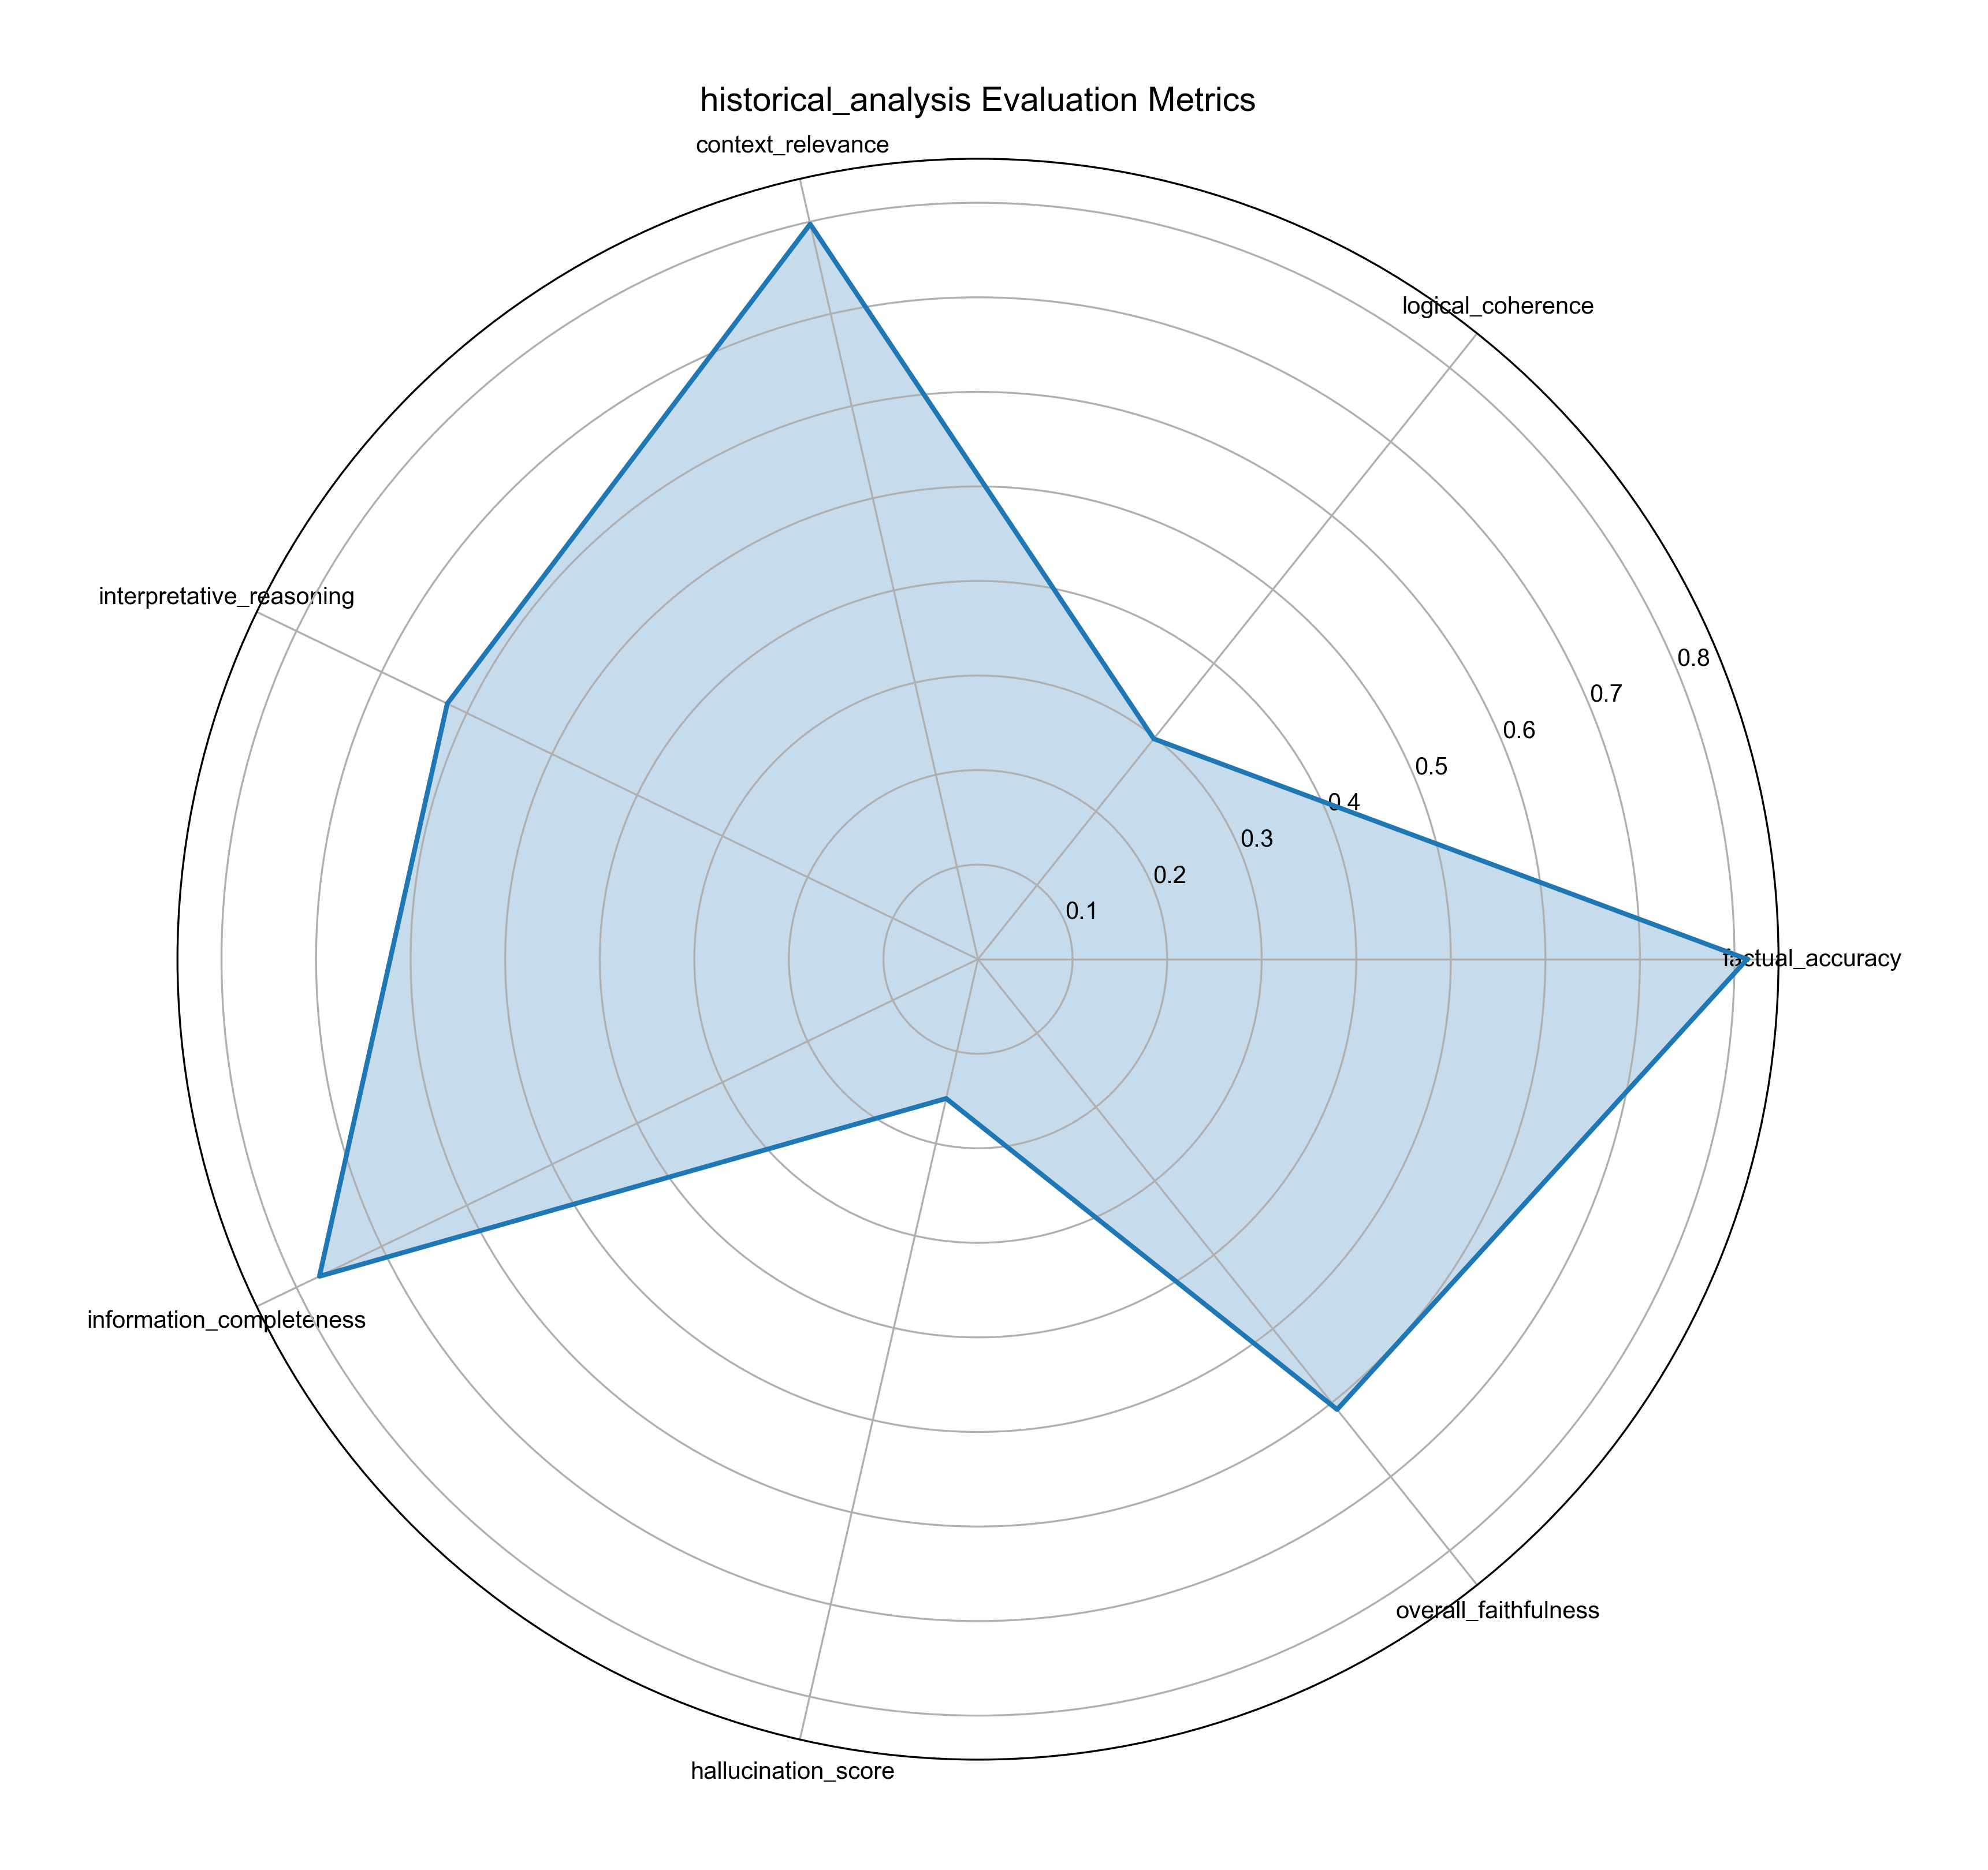 historical_analysis Evaluation Metrics
context_relevance
logical_coherence
interpretative_reasoning
0.8
0.7
0.6
0.5
0.4
0.3
0.2
0.1
factual_accuracy
information_completeness
overall_faithfulness
hallucination_score